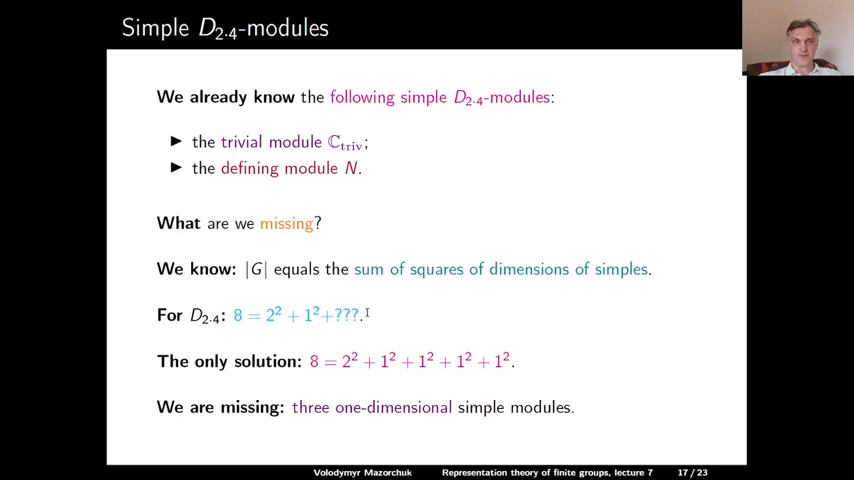 Simple D₂.₄-modules
We already know the following simple D₂.₄-modules:
▶ the trivial module ℂtriv;
▶ the defining module N.
What are we missing?
We know: |G| equals the sum of squares of dimensions of simples.
For D₂.₄: 8 = 2² + 1²+???.
The only solution: 8 = 2² + 1² + 1² + 1² + 1².
We are missing: three one-dimensional simple modules.
Volodymyr Mazorchuk Representation theory of finite groups, lecture 7 17/23